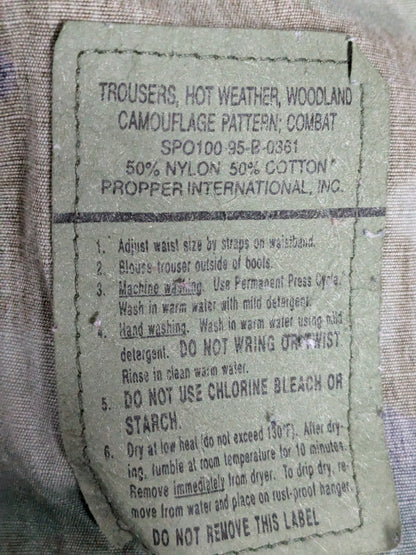 TROUSERS, HOT WEATHER, WOODLAND
CAMOUFLAGE PATTERN; COMBAT
SPO100-95-B-0361
50% NYLON 50% COTTON
PROPPER INTERNATIONAL, INC.
1. Adjust waist size by straps on waistband.
2. Blouse trouser outside of boots.
3. Machine washing. Use Permanent Press Cycle.
Wash in warm water with mild detergent.
4. Hand washing. Wash in warm water using mild
detergent. DO NOT WRING OR TWIST
Rinse in clean warm water.
5. DO NOT USE CHLORINE BLEACH OR
STARCH.
6. Dry at low heat (do not exceed 130°F). After dry-
ing, tumble at room temperature for 10 minutes.
Remove immediately from dryer. To drip dry, re-
move from water and place on rust-proof hanger.
DO NOT REMOVE THIS LABEL